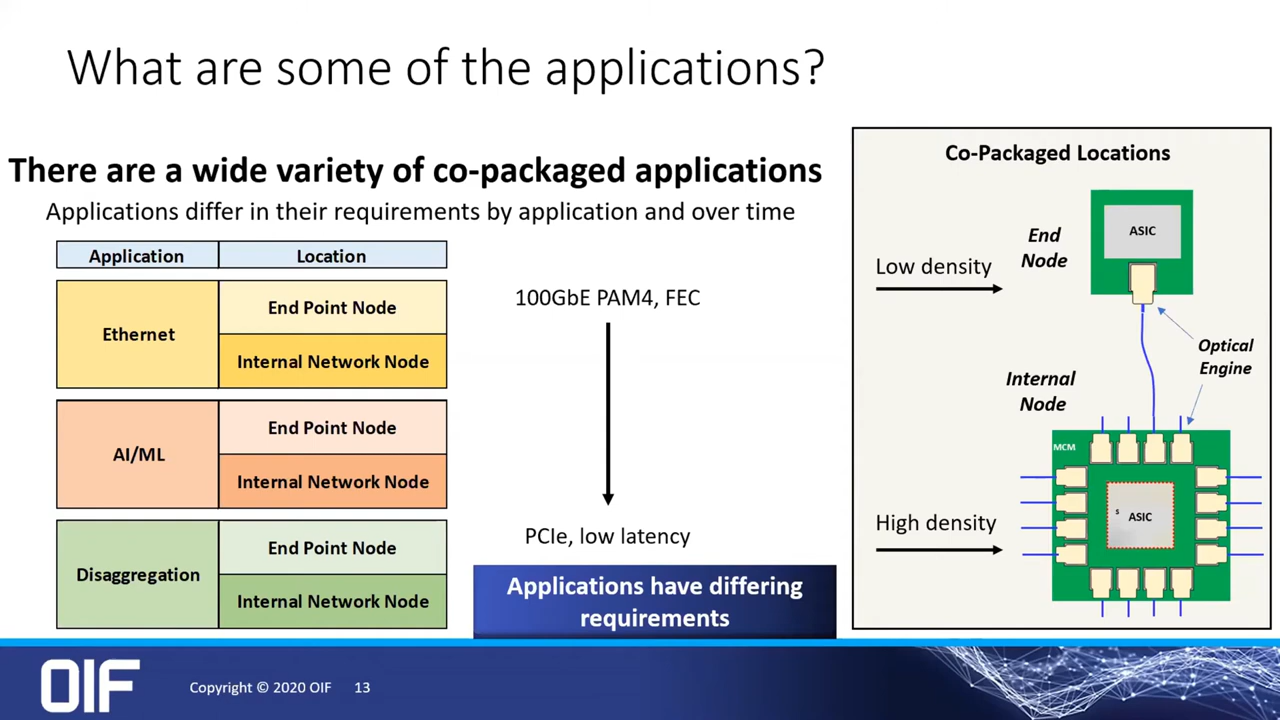 What are some of the applications?
There are a wide variety of co-packaged applications
Applications differ in their requirements by application and over time
Application
Location
Ethernet
End Point Node
Internal Network Node
AI/ML
End Point Node
Internal Network Node
Disaggregation
End Point Node
Internal Network Node
100GbE PAM4, FEC
PCIe, low latency
Applications have differing
requirements
Co-Packaged Locations
Low density
End
Node
ASIC
Optical
Engine
Internal
Node
MCM
High density
s
ASIC
OIF
Copyright © 2020 OIF
13